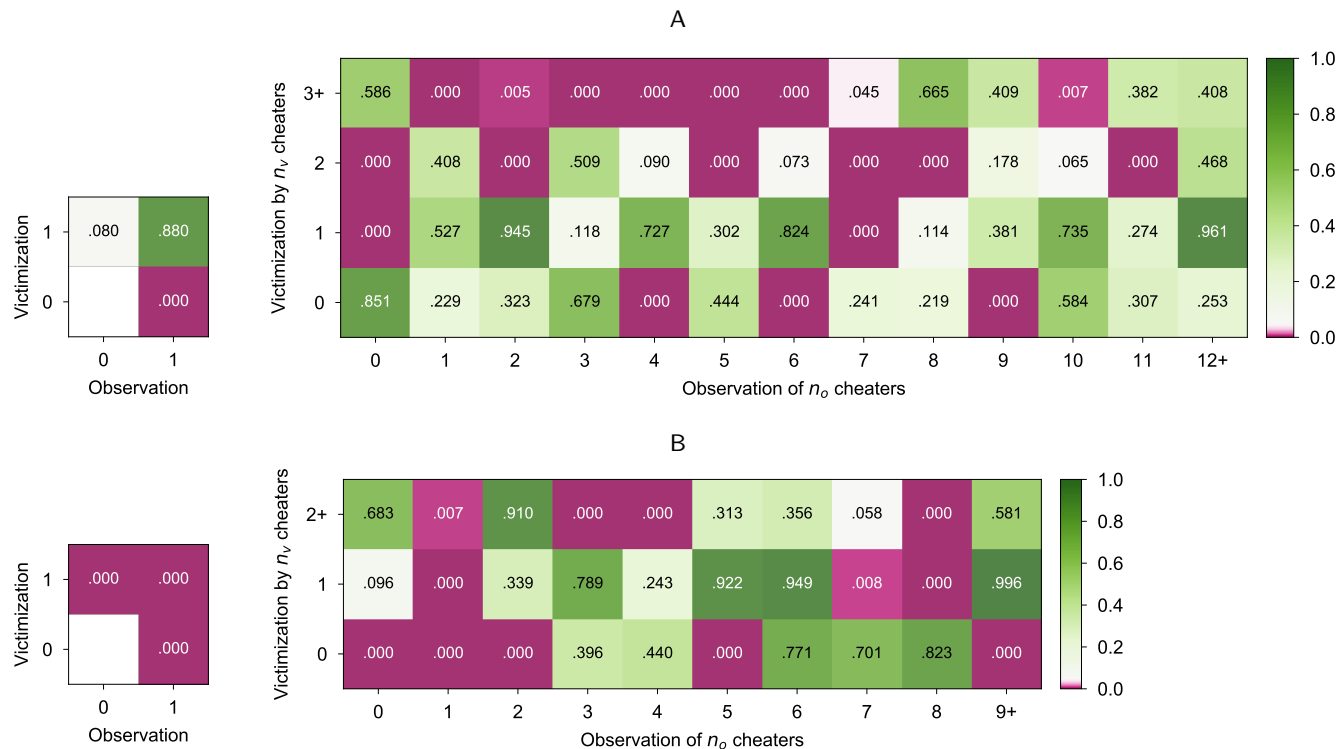 A
Victimization
1
.080 .880
0
.000
0 1
Observation
Victimization by nv cheaters
3+ .586 .000 .005 .000 .000 .000 .000 .045 .665 .409 .007 .382 .408
2 .000 .408 .000 .509 .090 .000 .073 .000 .000 .178 .065 .000 .468
1 .000 .527 .945 .118 .727 .302 .824 .000 .114 .381 .735 .274 .961
0 .851 .229 .323 .679 .000 .444 .000 .241 .219 .000 .584 .307 .253
0 1 2 3 4 5 6 7 8 9 10 11 12+
Observation of no cheaters
1.0
0.8
0.6
0.4
0.2
0.0
B
Victimization
1
.000 .000
0
.000
0 1
Observation
Victimization by nv cheaters
2+ .683 .007 .910 .000 .000 .313 .356 .058 .000 .581
1 .096 .000 .339 .789 .243 .922 .949 .008 .000 .996
0 .000 .000 .000 .396 .440 .000 .771 .701 .823 .000
0 1 2 3 4 5 6 7 8 9+
Observation of no cheaters
1.0
0.8
0.6
0.4
0.2
0.0